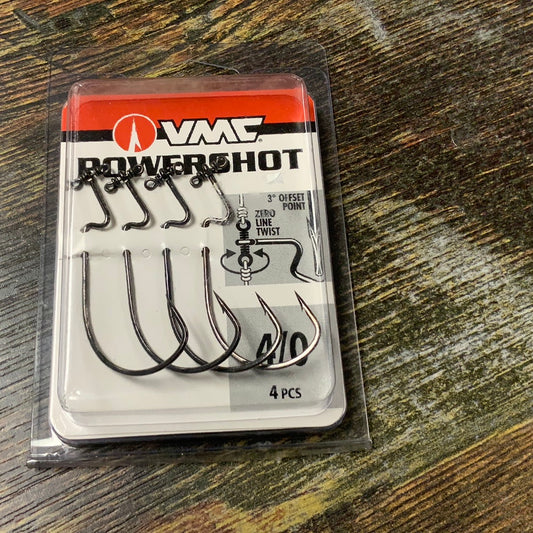 VMC
POWERSHOT
3° OFFSET
POINT
ZERO
LINE
TWIST
4/0
4 PCS